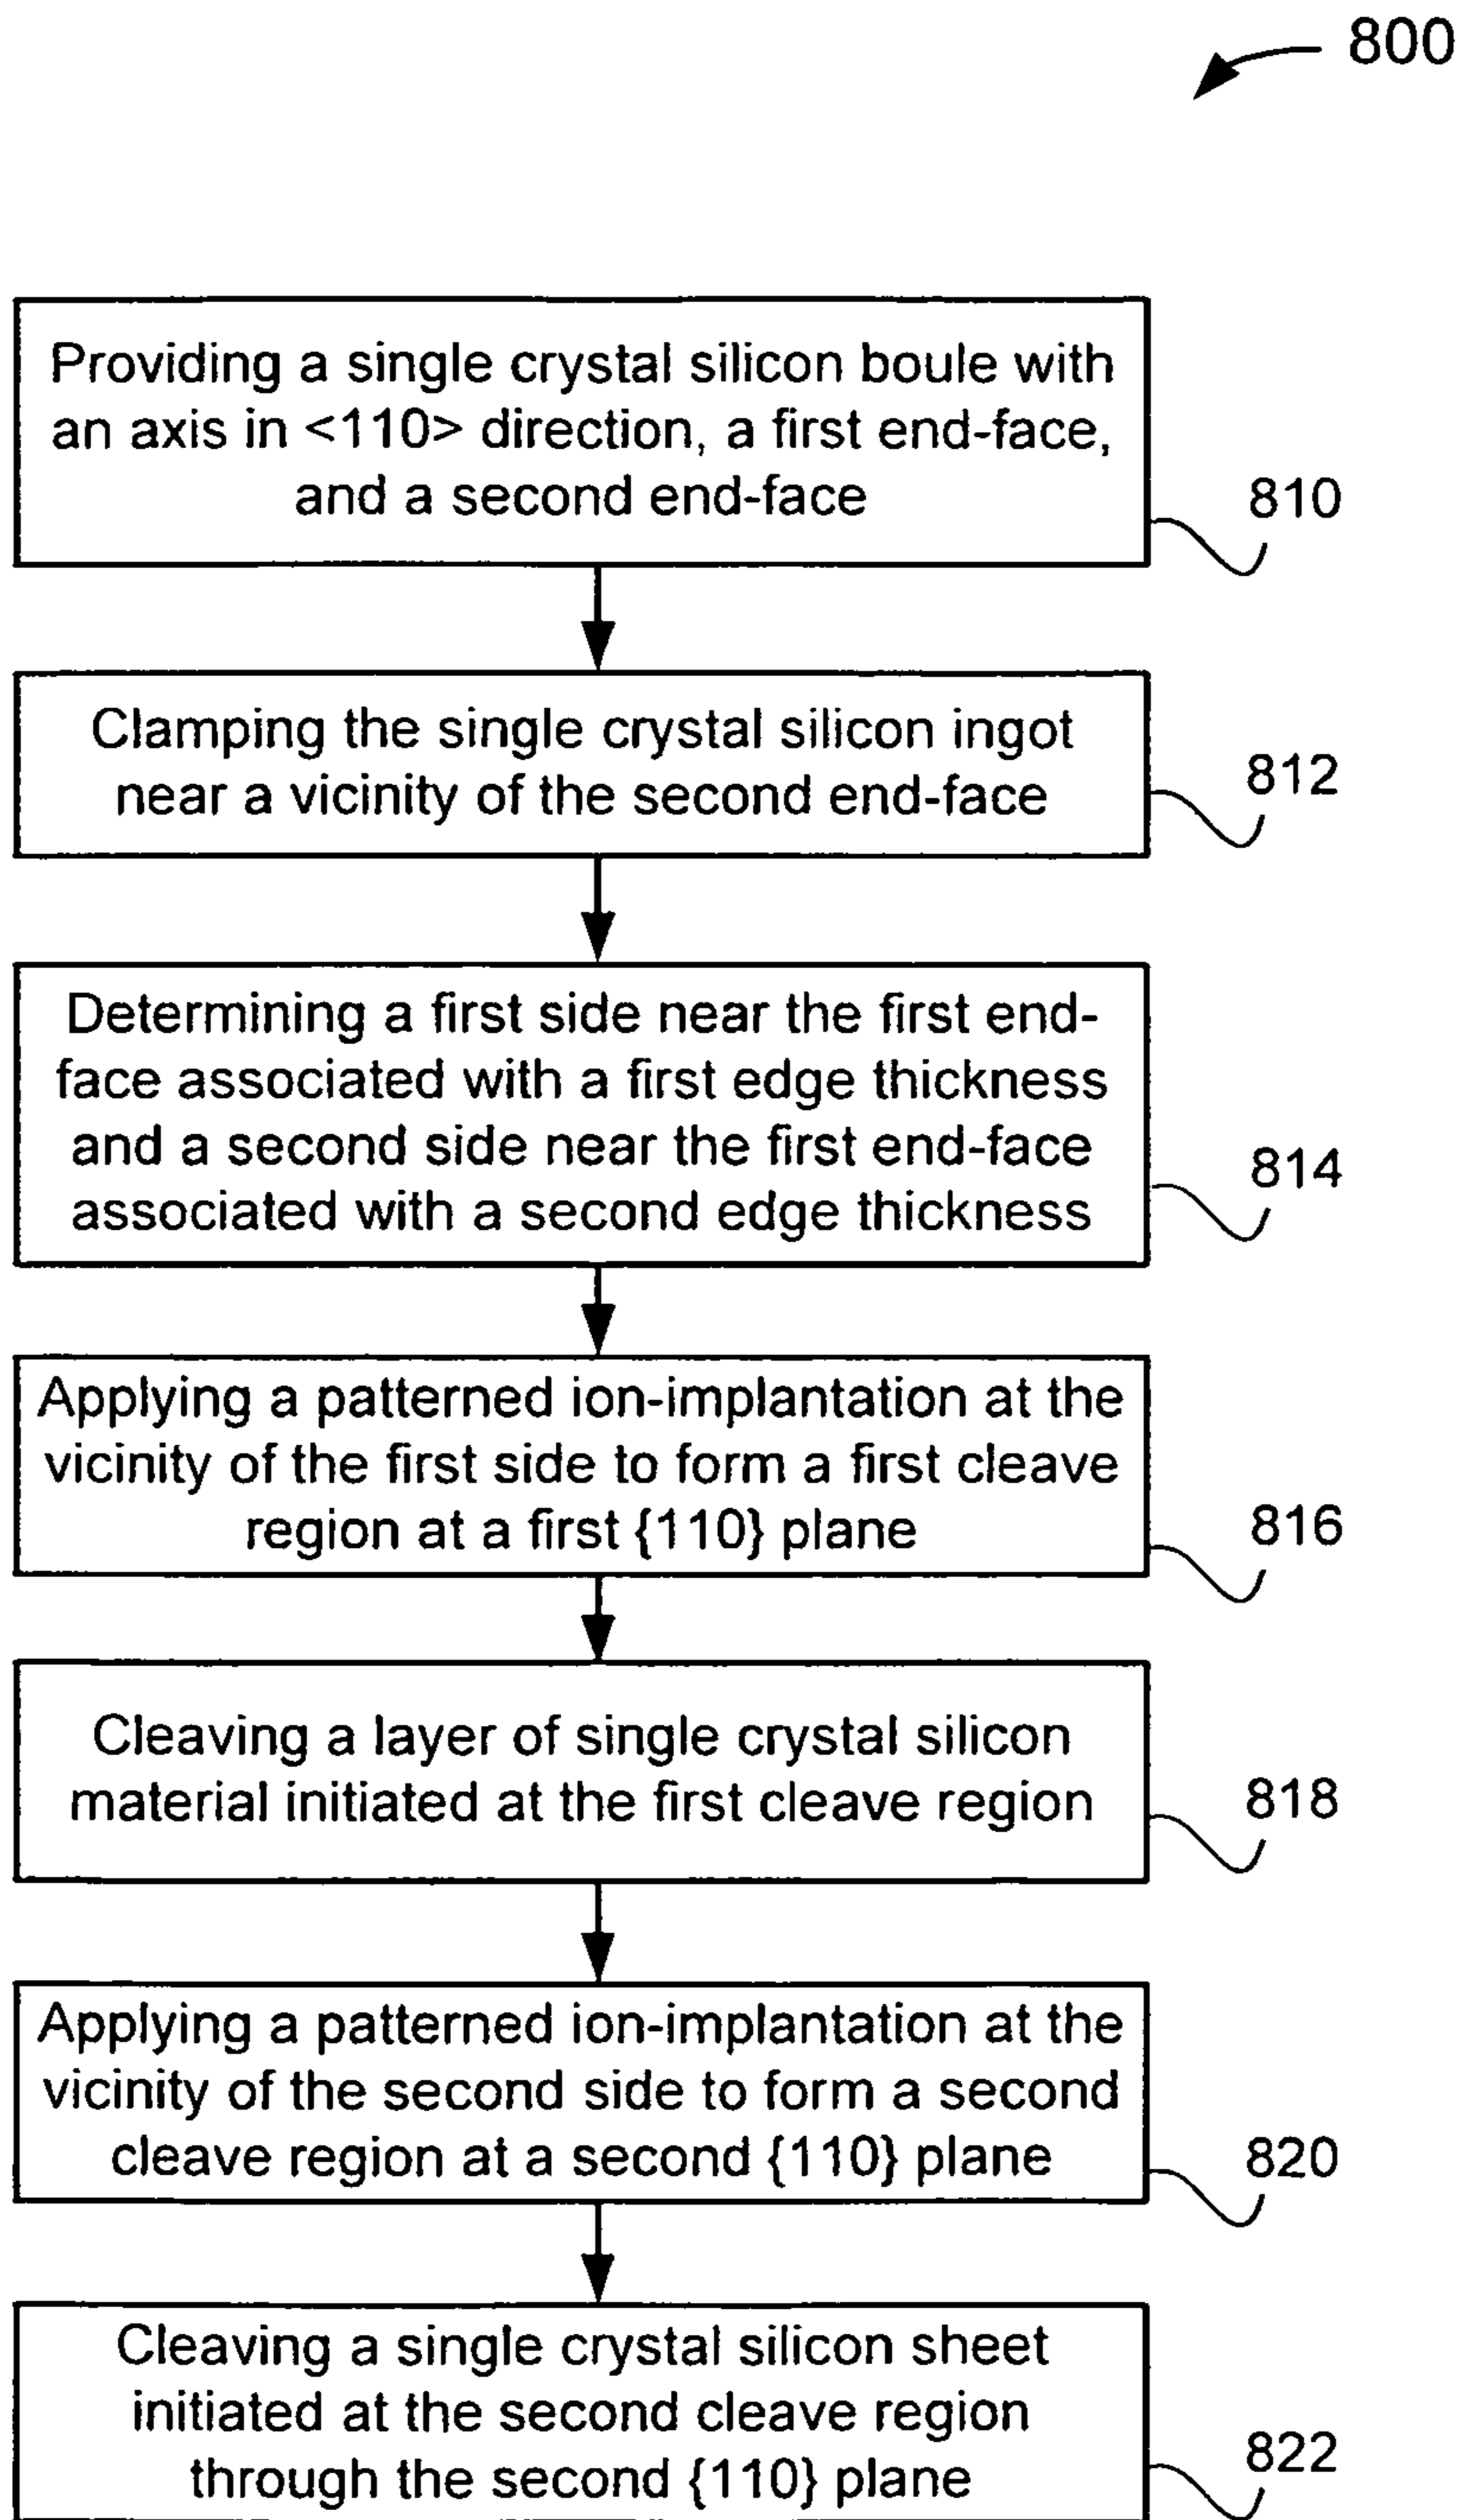 800
Providing a single crystal silicon boule with
an axis in <110> direction, a first end-face,
and a second end-face
810
Clamping the single crystal silicon ingot
near a vicinity of the second end-face
812
Determining a first side near the first end-
face associated with a first edge thickness
and a second side near the first end-face
associated with a second edge thickness
814
Applying a patterned ion-implantation at the
vicinity of the first side to form a first cleave
region at a first {110} plane
816
Cleaving a layer of single crystal silicon
material initiated at the first cleave region
818
Applying a patterned ion-implantation at the
vicinity of the second side to form a second
cleave region at a second {110} plane
820
Cleaving a single crystal silicon sheet
initiated at the second cleave region
through the second {110} plane
822